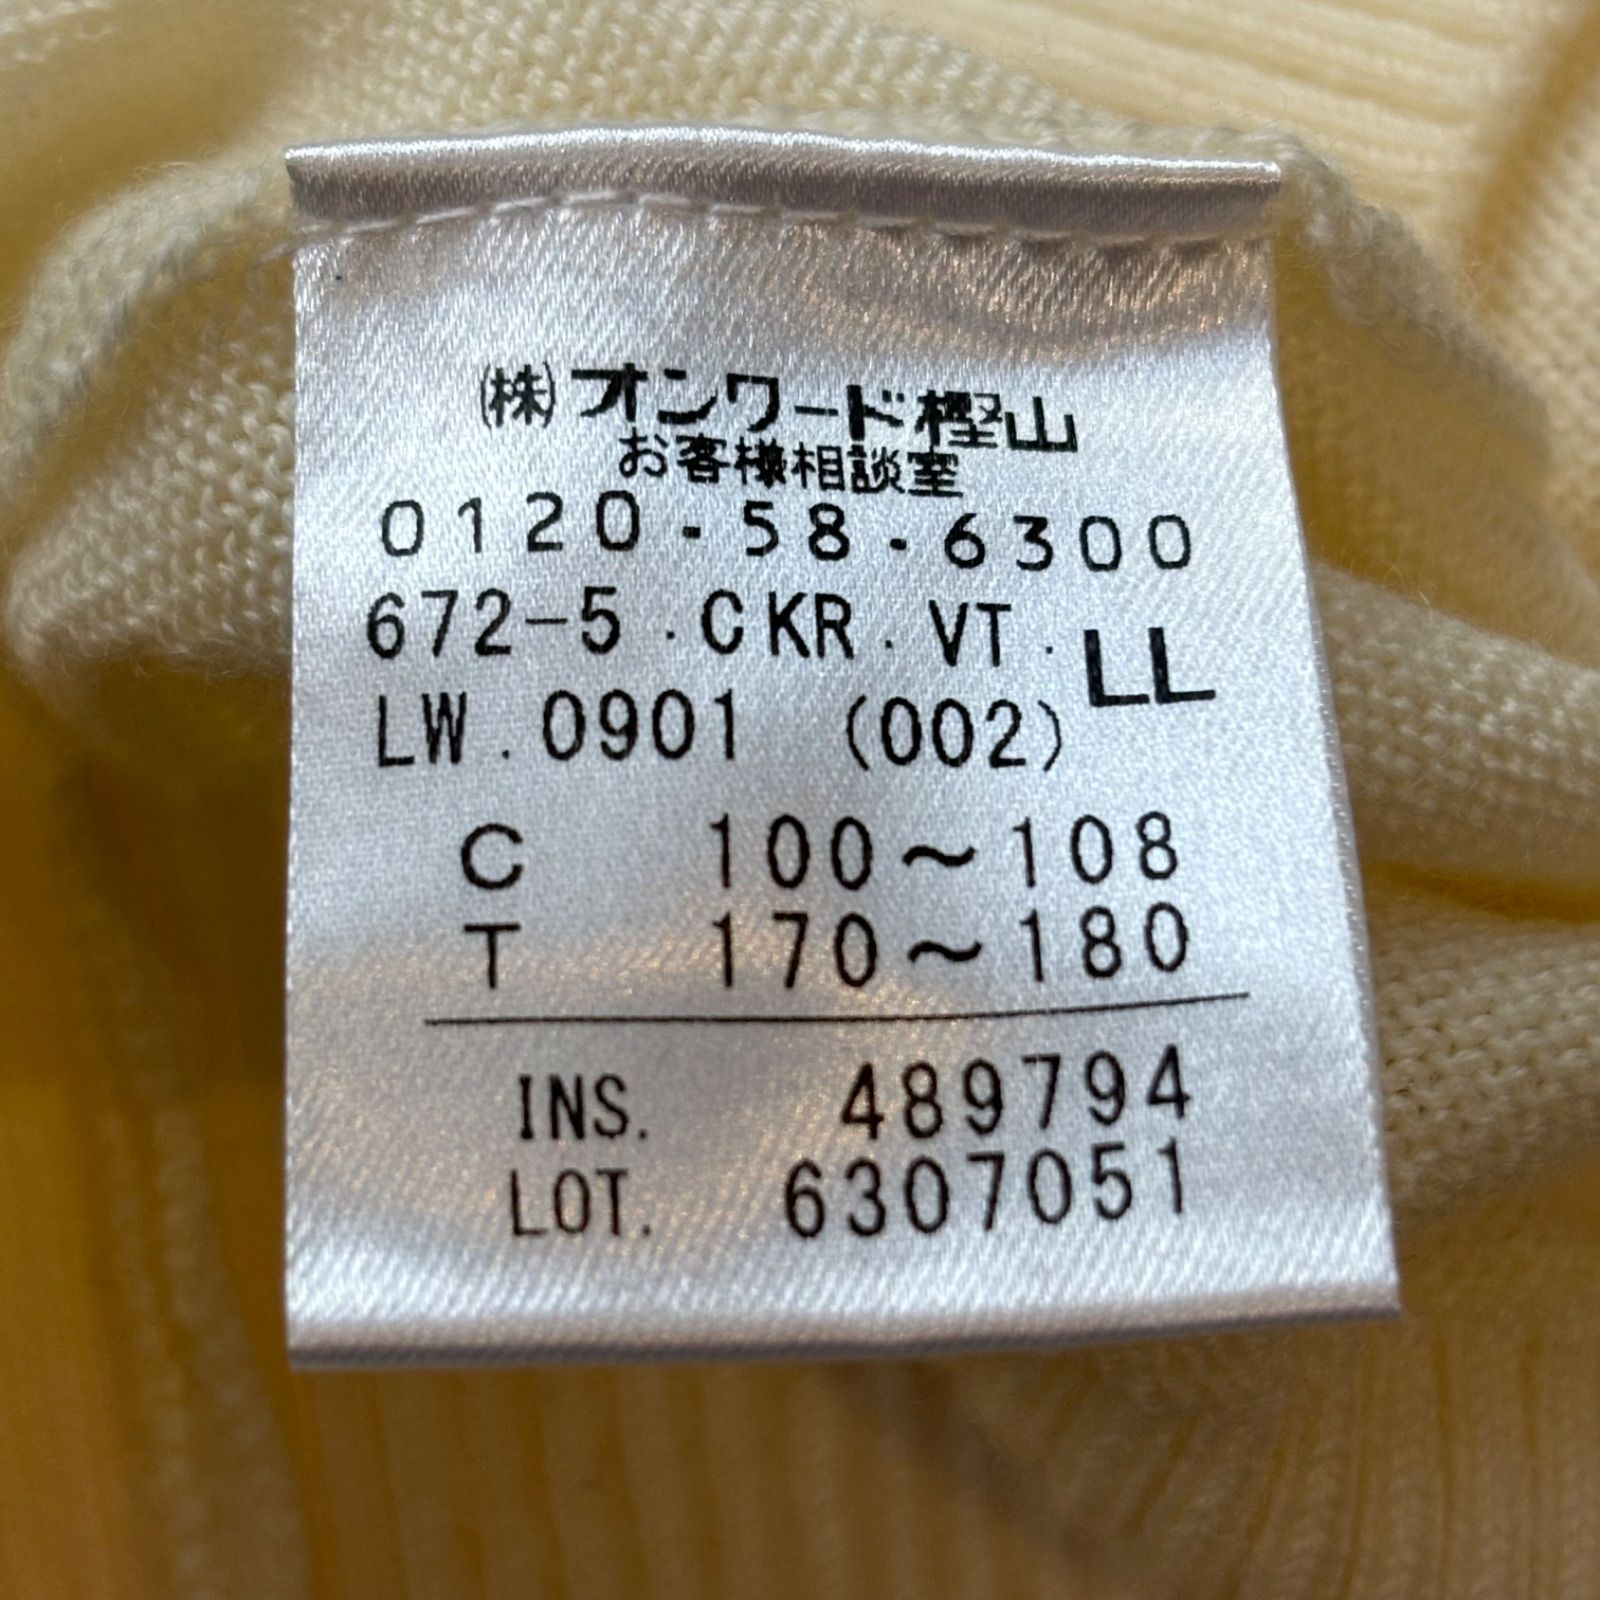 (株)オンワード樫山
お客様相談室
0120-58-6300
672-5.CKR.VT.LL
LW.0901 (002)
C 100～108
T 170～180
INS. 489794
LOT. 6307051